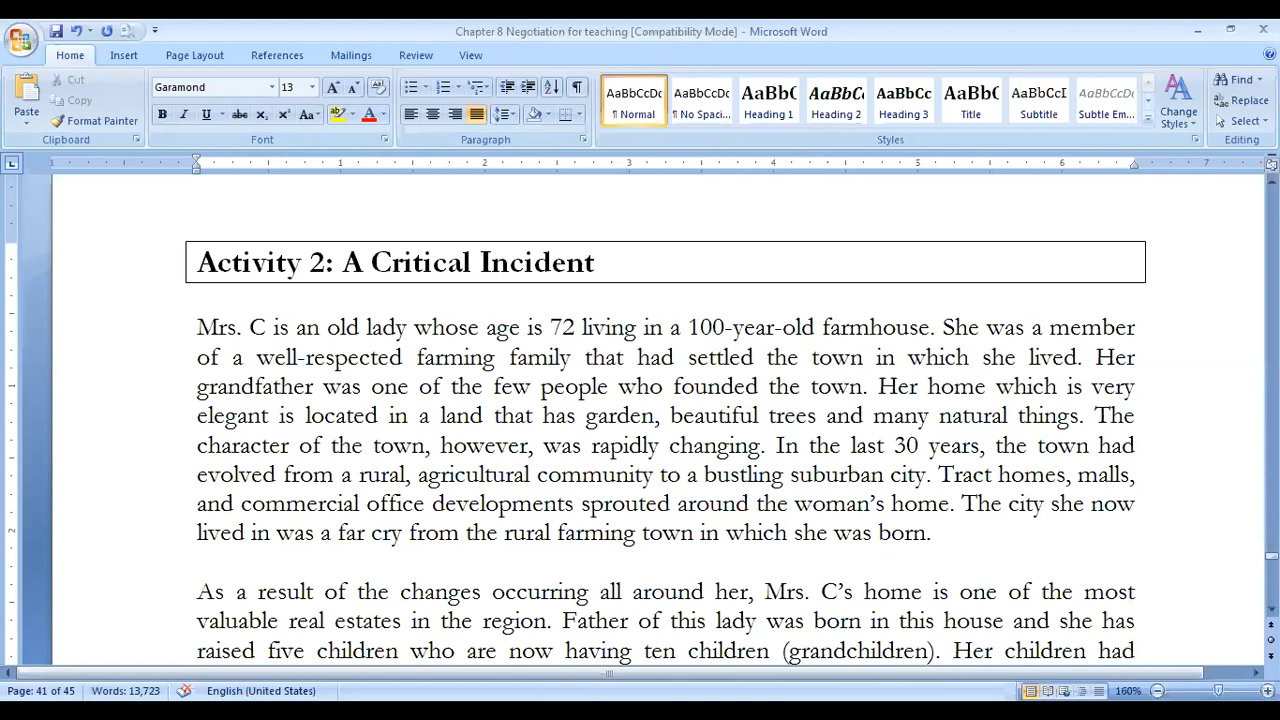 Chapter 8 Negotiation for teaching [Compatibility Mode] - Microsoft Word
Home Insert Page Layout References Mailings Review View
Cut
Copy
Format Painter
Paste
Clipboard
Garamond 13
B I U abc X₂ X² Aa A
Font
Paragraph
AaBbCcDc AaBbCcDc AaBb( AaBbC AaBbCc AaBbC AaBbCcI AaBbCcDc
¶ Normal ¶ No Spaci... Heading 1 Heading 2 Heading 3 Title Subtitle Subtle Em...
Change Styles
Styles
Find
Replace
Select
Editing
1 2 3 4 5 6 7
Activity 2: A Critical Incident
Mrs. C is an old lady whose age is 72 living in a 100-year-old farmhouse. She was a member
of a well-respected farming family that had settled the town in which she lived. Her
grandfather was one of the few people who founded the town. Her home which is very
elegant is located in a land that has garden, beautiful trees and many natural things. The
character of the town, however, was rapidly changing. In the last 30 years, the town had
evolved from a rural, agricultural community to a bustling suburban city. Tract homes, malls,
and commercial office developments sprouted around the woman's home. The city she now
lived in was a far cry from the rural farming town in which she was born.
As a result of the changes occurring all around her, Mrs. C's home is one of the most
valuable real estates in the region. Father of this lady was born in this house and she has
raised five children who are now having ten children (grandchildren). Her children had
Page: 41 of 45 Words: 13,723 English (United States) 160%